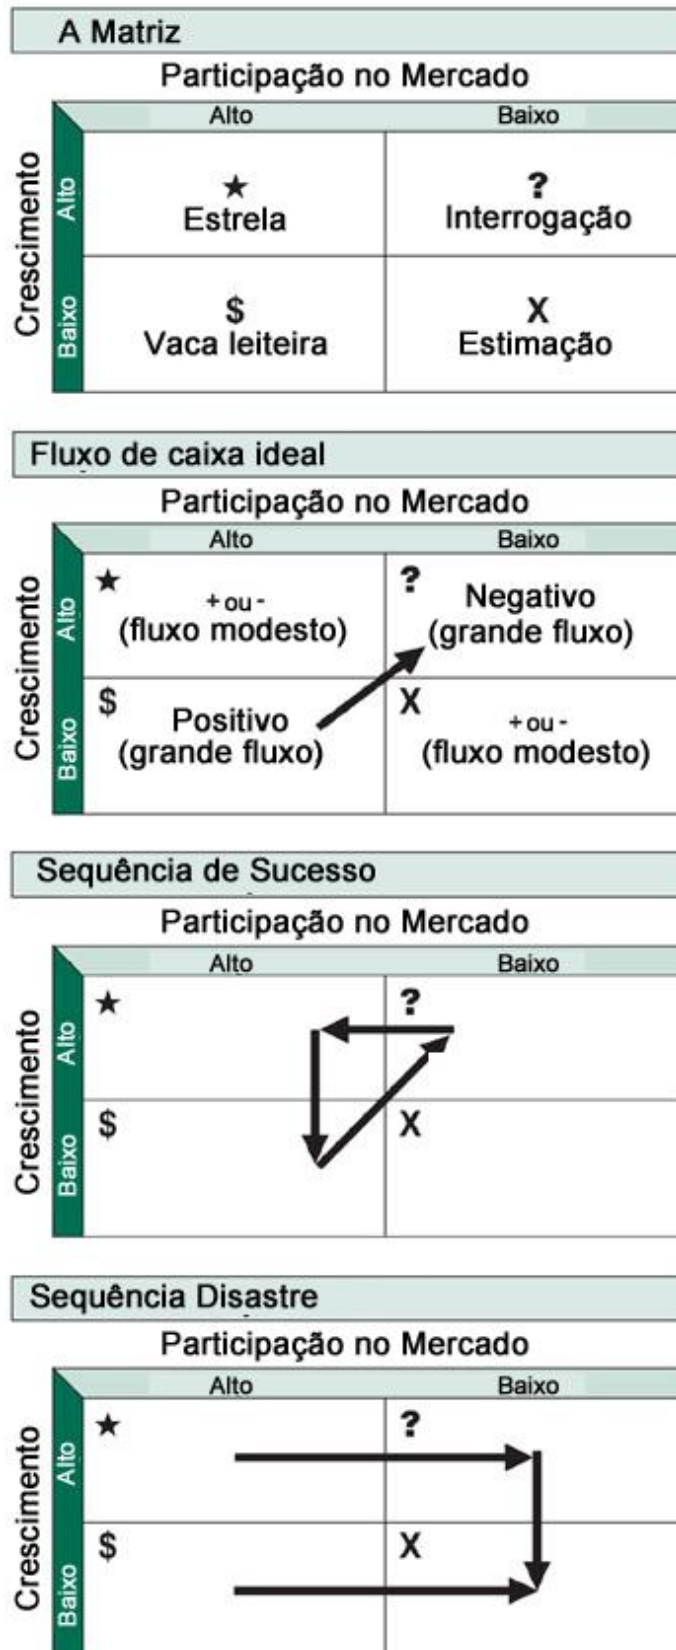 A Matriz
Participação no Mercado
Alto Baixo
Crescimento
Alto
★ ?
Estrela Interrogação
Baixo
$ X
Vaca leiteira Estimação
Fluxo de caixa ideal
Participação no Mercado
Alto Baixo
Crescimento
Alto
★ ?
+ ou - Negativo
(fluxo modesto) (grande fluxo)
Baixo
$ X
Positivo + ou -
(grande fluxo) (fluxo modesto)
Sequência de Sucesso
Participação no Mercado
Alto Baixo
Crescimento
Alto
★ ?
Baixo
$ X
Sequência Disastre
Participação no Mercado
Alto Baixo
Crescimento
Alto
★ ?
Baixo
$ X